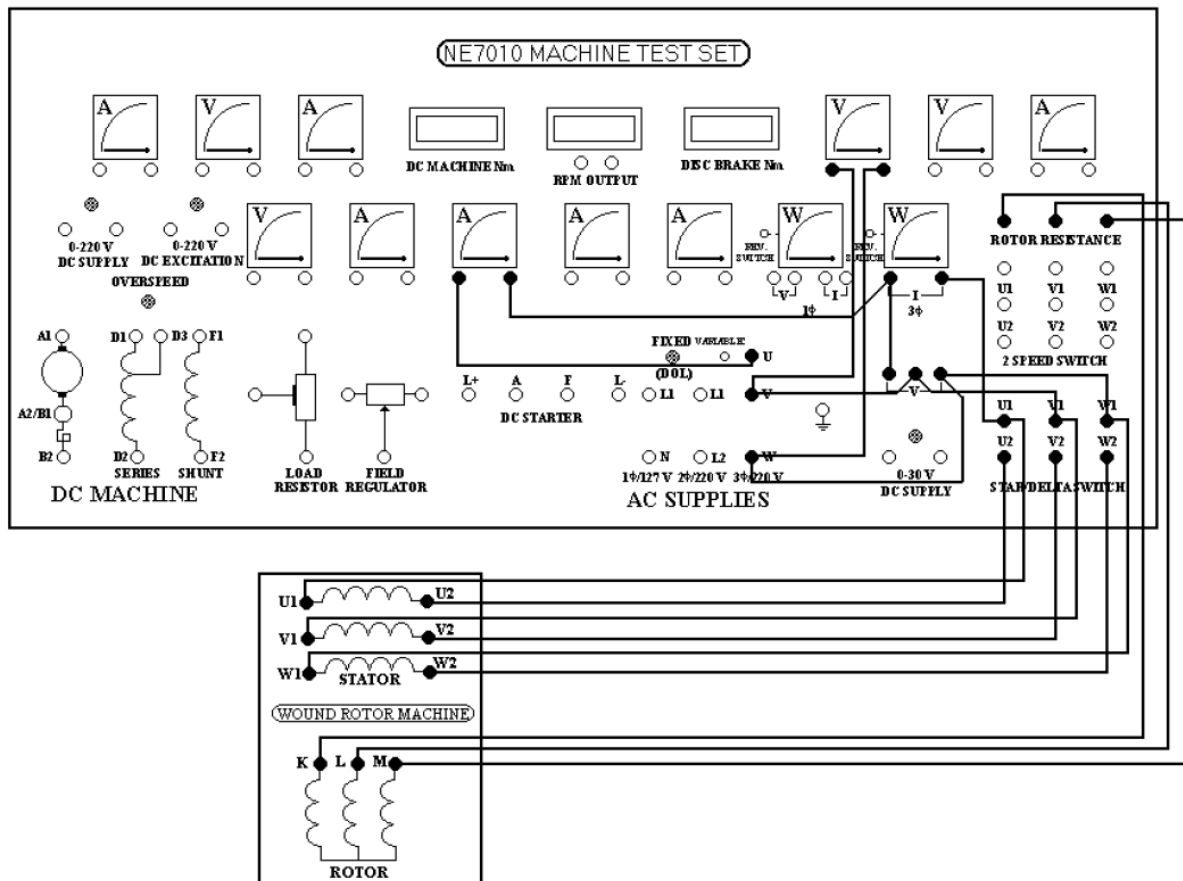 NE7010 MACHINE TEST SET
A V A V V A
DC MACHINE Nm
RPM OUTPUT
DISC BRAKE Nm
V A A A A W W
0-220 V
DC SUPPLY
0-220 V
DC EXCITATION
OVERSPEED
REV.
SWITCH
REV.
SWITCH
V I
1ϕ
I
3ϕ
ROTOR RESISTANCE
U1 V1 W1
U2 V2 W2
2 SPEED SWITCH
A1 D1 D3 F1
A2/B1
B2 D2 F2
SERIES SHUNT
DC MACHINE
LOAD
RESISTOR
FIELD
REGULATOR
L+ A F L-
DC STARTER
FIXED VARIABLE
(DOL)
U
L1 L1 V
N L2 W
1ϕ/127 V 2ϕ/220 V 3ϕ/220 V
AC SUPPLIES
V
0-30 V
DC SUPPLY
U1 V1 W1
U2 V2 W2
STAR/DELTA SWITCH
U1 U2
V1 V2
W1 W2
STATOR
WOUND ROTOR MACHINE
K L M
ROTOR